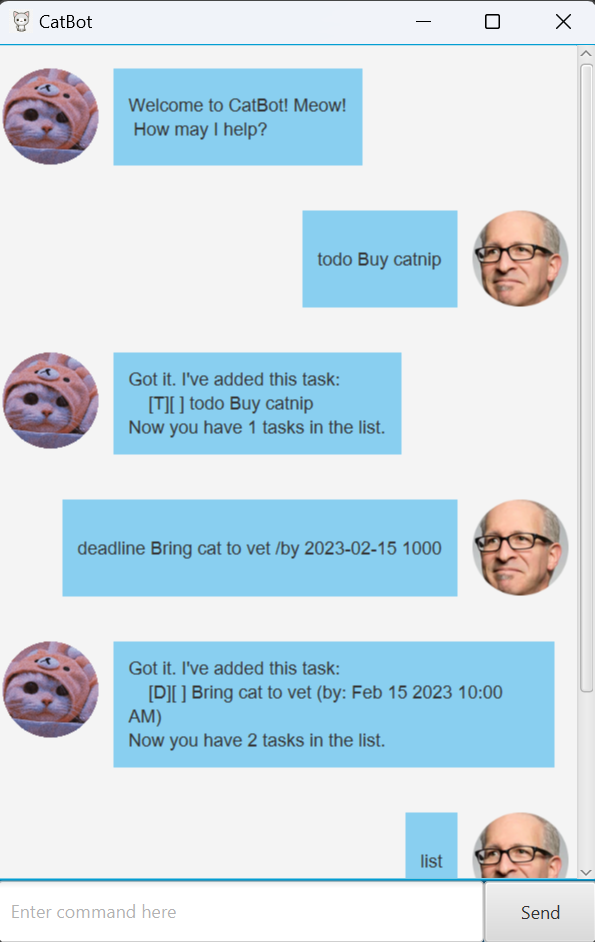 CatBot
Welcome to CatBot! Meow!
How may I help?
todo Buy catnip
Got it. I've added this task:
[T][ ] todo Buy catnip
Now you have 1 tasks in the list.
deadline Bring cat to vet /by 2023-02-15 1000
Got it. I've added this task:
[D][ ] Bring cat to vet (by: Feb 15 2023 10:00
AM)
Now you have 2 tasks in the list.
list
Enter command here
Send